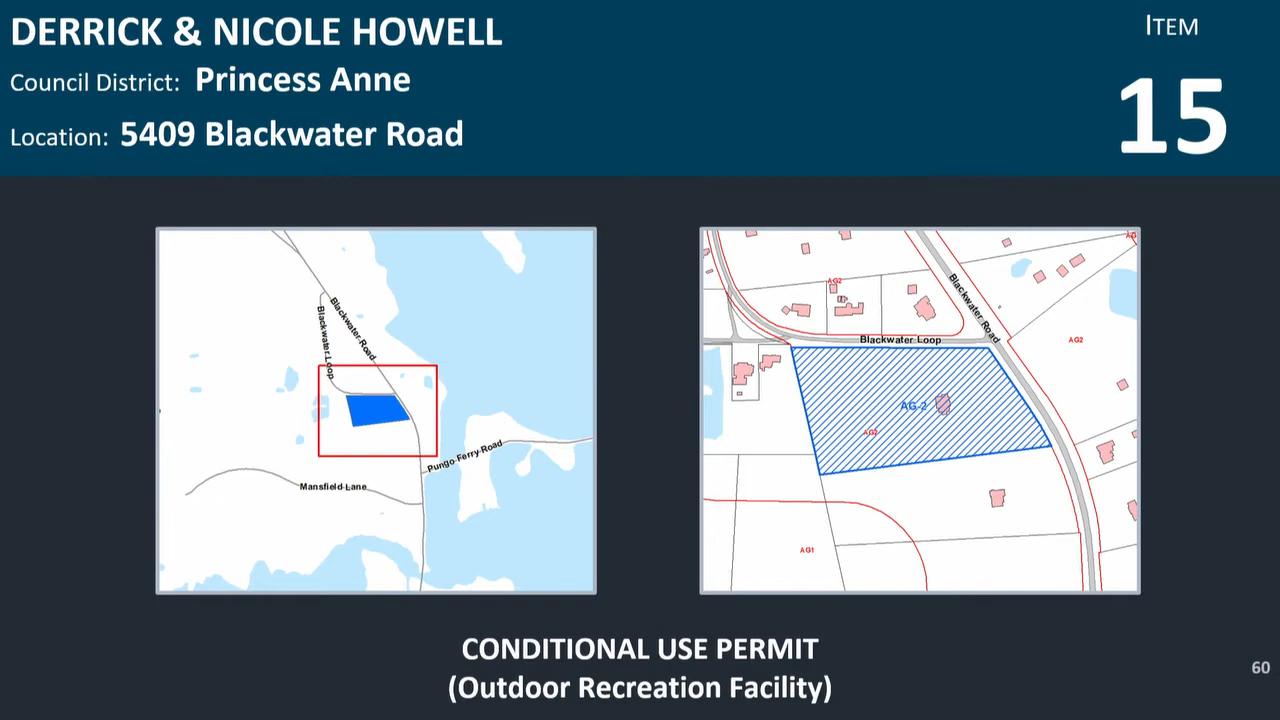 DERRICK & NICOLE HOWELL
Council District: Princess Anne
Location: 5409 Blackwater Road
ITEM
15
Blackwater Road
Blackwater Loop
Pungo Ferry Road
Mansfield Lane
AG2
Blackwater Road
Blackwater Loop
AG2
AG-2
AG2
AG1
CONDITIONAL USE PERMIT
(Outdoor Recreation Facility)
60